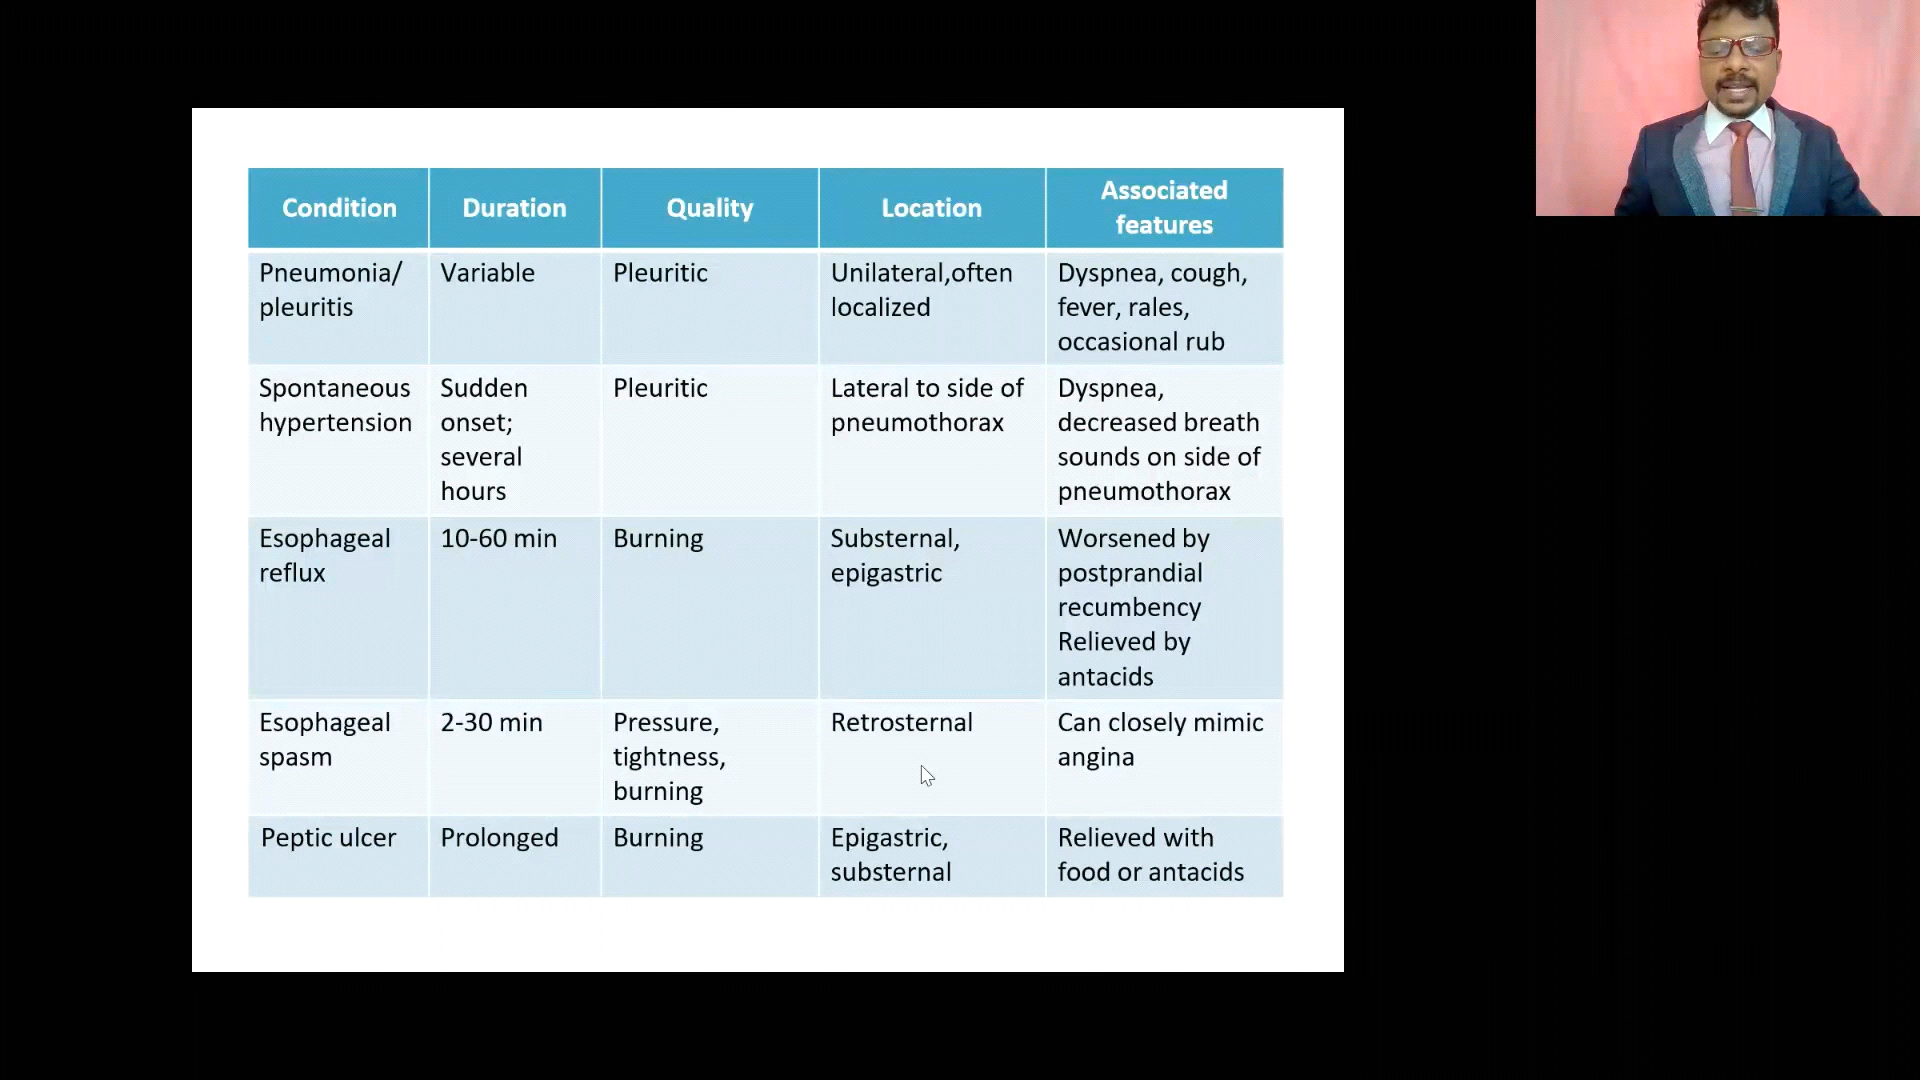 Condition
Duration
Quality
Location
Associated
features
Pneumonia/
pleuritis
Variable
Pleuritic
Unilateral,often
localized
Dyspnea, cough,
fever, rales,
occasional rub
Spontaneous
hypertension
Sudden
onset;
several
hours
Pleuritic
Lateral to side of
pneumothorax
Dyspnea,
decreased breath
sounds on side of
pneumothorax
Esophageal
reflux
10-60 min
Burning
Substernal,
epigastric
Worsened by
postprandial
recumbency
Relieved by
antacids
Esophageal
spasm
2-30 min
Pressure,
tightness,
burning
Retrosternal
Can closely mimic
angina
Peptic ulcer
Prolonged
Burning
Epigastric,
substernal
Relieved with
food or antacids